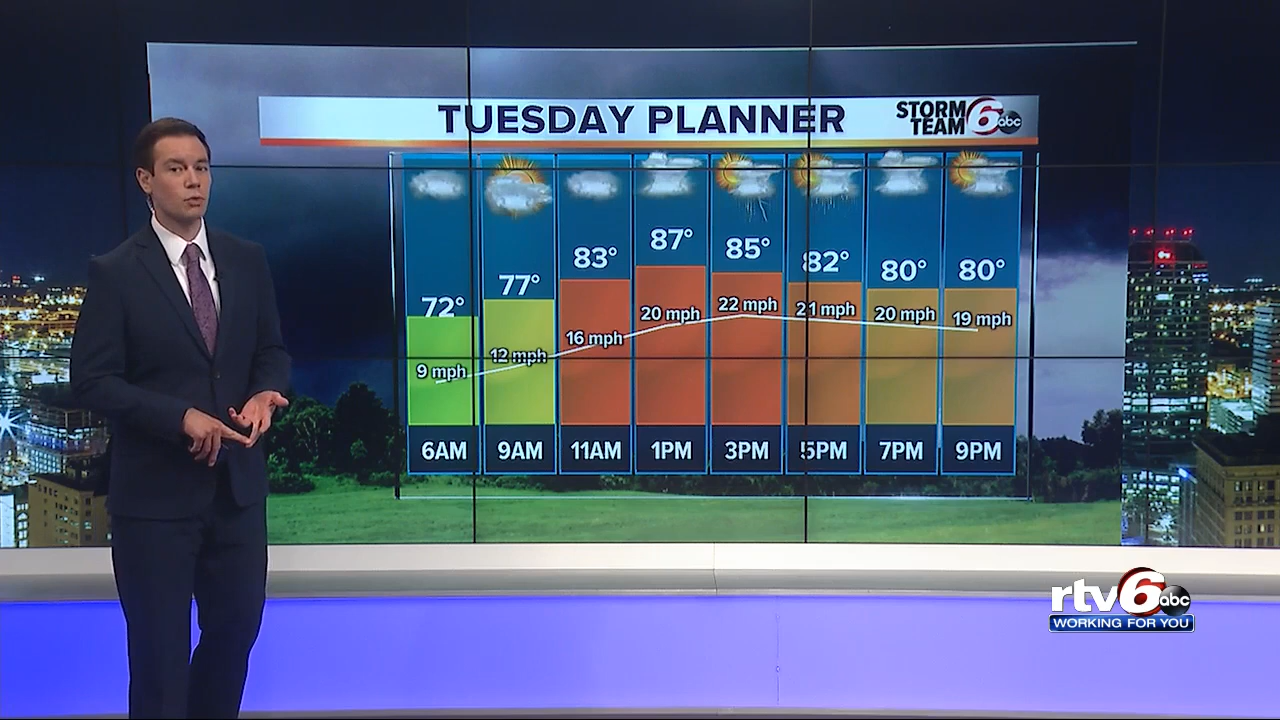 TUESDAY PLANNER
STORM TEAM 6 abc
72° 77° 83° 87° 85° 82° 80° 80°
9 mph 12 mph 16 mph 20 mph 22 mph 21 mph 20 mph 19 mph
6AM 9AM 11AM 1PM 3PM 5PM 7PM 9PM
rtv6 abc
WORKING FOR YOU